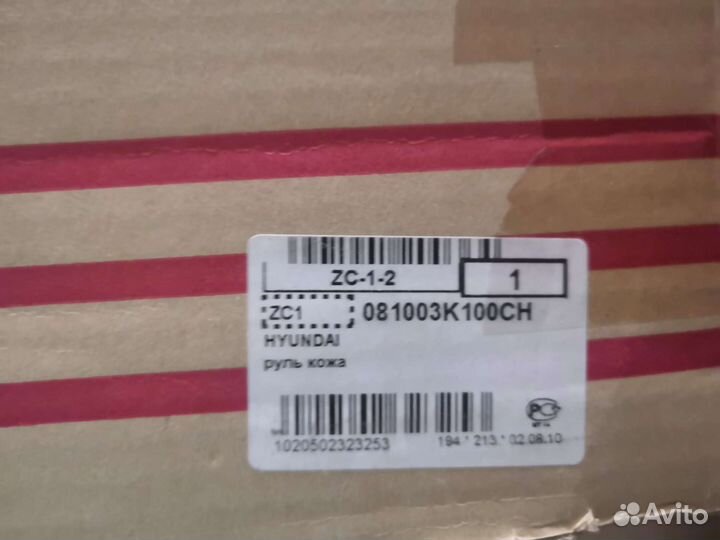 ZC-1-2 1
ZC1 081003K100CH
HYUNDAI
руль кожа
1020502323253 194 * 213 * 02.08.10
Avito